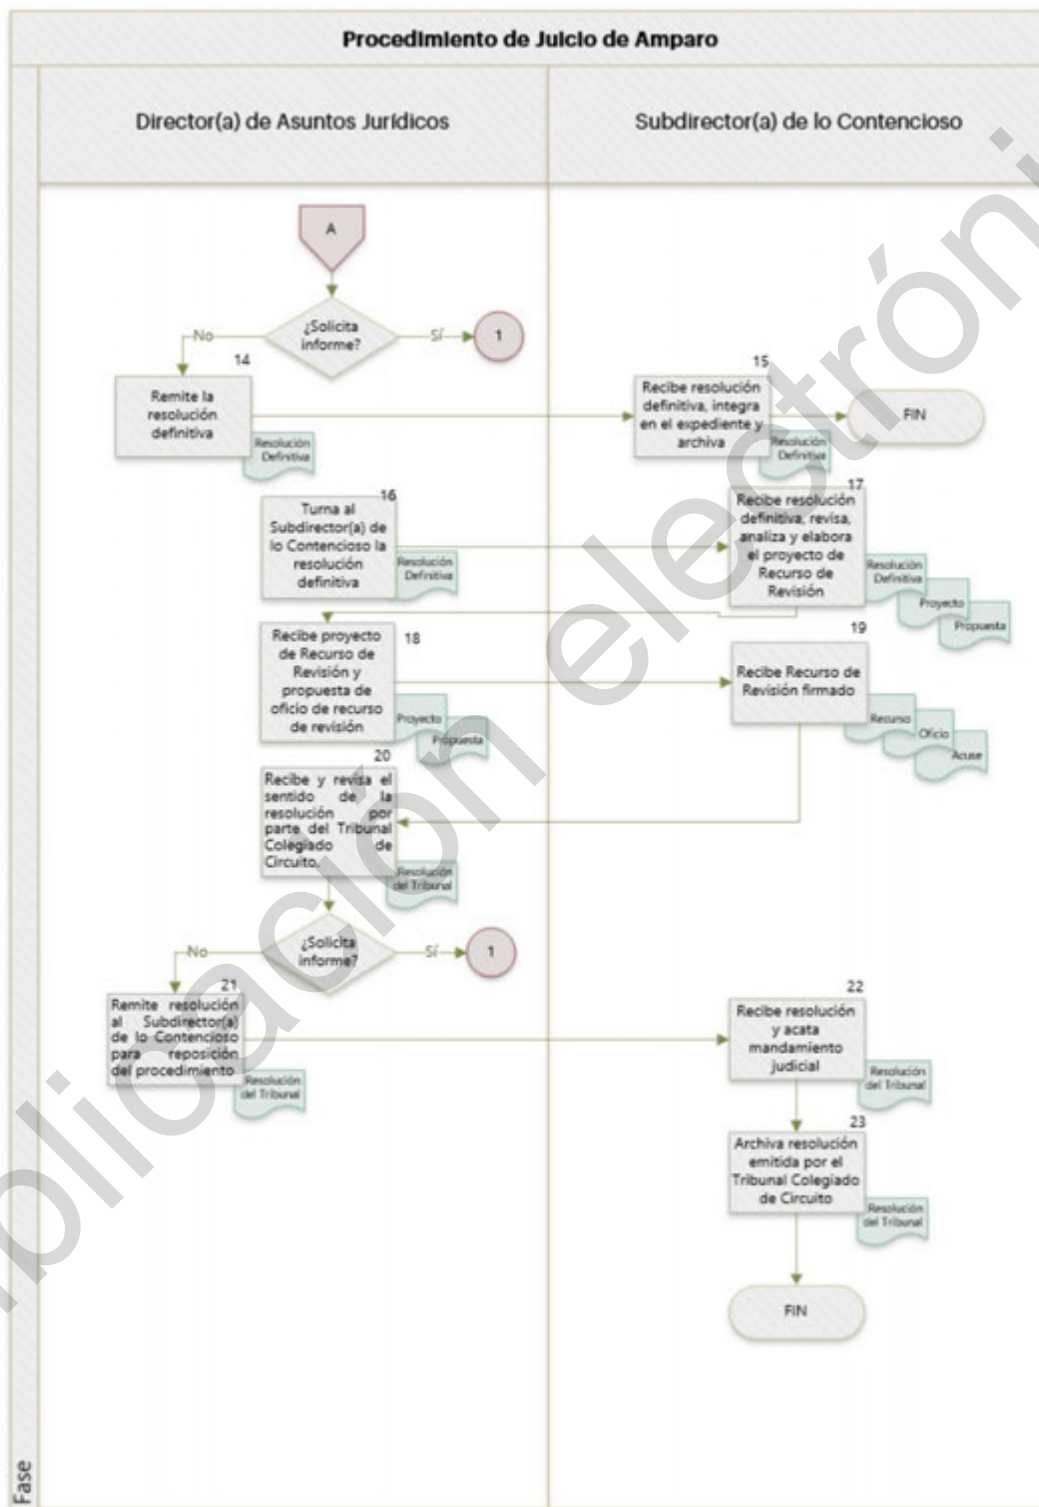 Procedimiento de Juicio de Amparo
Director(a) de Asuntos Jurídicos
Subdirector(a) de lo Contencioso
A
¿Solicita
informe?
No
Sí
1
14
Remite la
resolución
definitiva
Resolución
Definitiva
15
Recibe resolución
definitiva, integra
en el expediente y
archiva
Resolución
Definitiva
FIN
16
Turna al
Subdirector(a) de
lo Contencioso la
resolución
definitiva
Resolución
Definitiva
17
Recibe resolución
definitiva, revisa,
analiza y elabora
el proyecto de
Recurso de
Revisión
Resolución
Definitiva
Proyecto
Propuesta
18
Recibe proyecto
de Recurso de
Revisión y
propuesta de
oficio de recurso
de revisión
Proyecto
Propuesta
19
Recibe Recurso de
Revisión firmado
Recurso
Oficio
Acuse
20
Recibe y revisa el
sentido de la
resolución por
parte del Tribunal
Colegiado de
Circuito.
Resolución
del Tribunal
¿Solicita
informe?
No
Sí
1
21
Remite resolución
al Subdirector(a)
de lo Contencioso
para reposición
del procedimiento
Resolución
del Tribunal
22
Recibe resolución
y acata
mandamiento
judicial
Resolución
del Tribunal
23
Archiva resolución
emitida por el
Tribunal Colegiado
de Circuito
Resolución
del Tribunal
FIN
Fase
plicación electróni